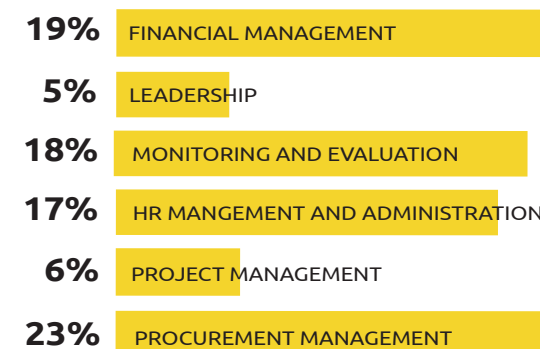 19% FINANCIAL MANAGEMENT
5% LEADERSHIP
18% MONITORING AND EVALUATION
17% HR MANGEMENT AND ADMINISTRATION
6% PROJECT MANAGEMENT
23% PROCUREMENT MANAGEMENT